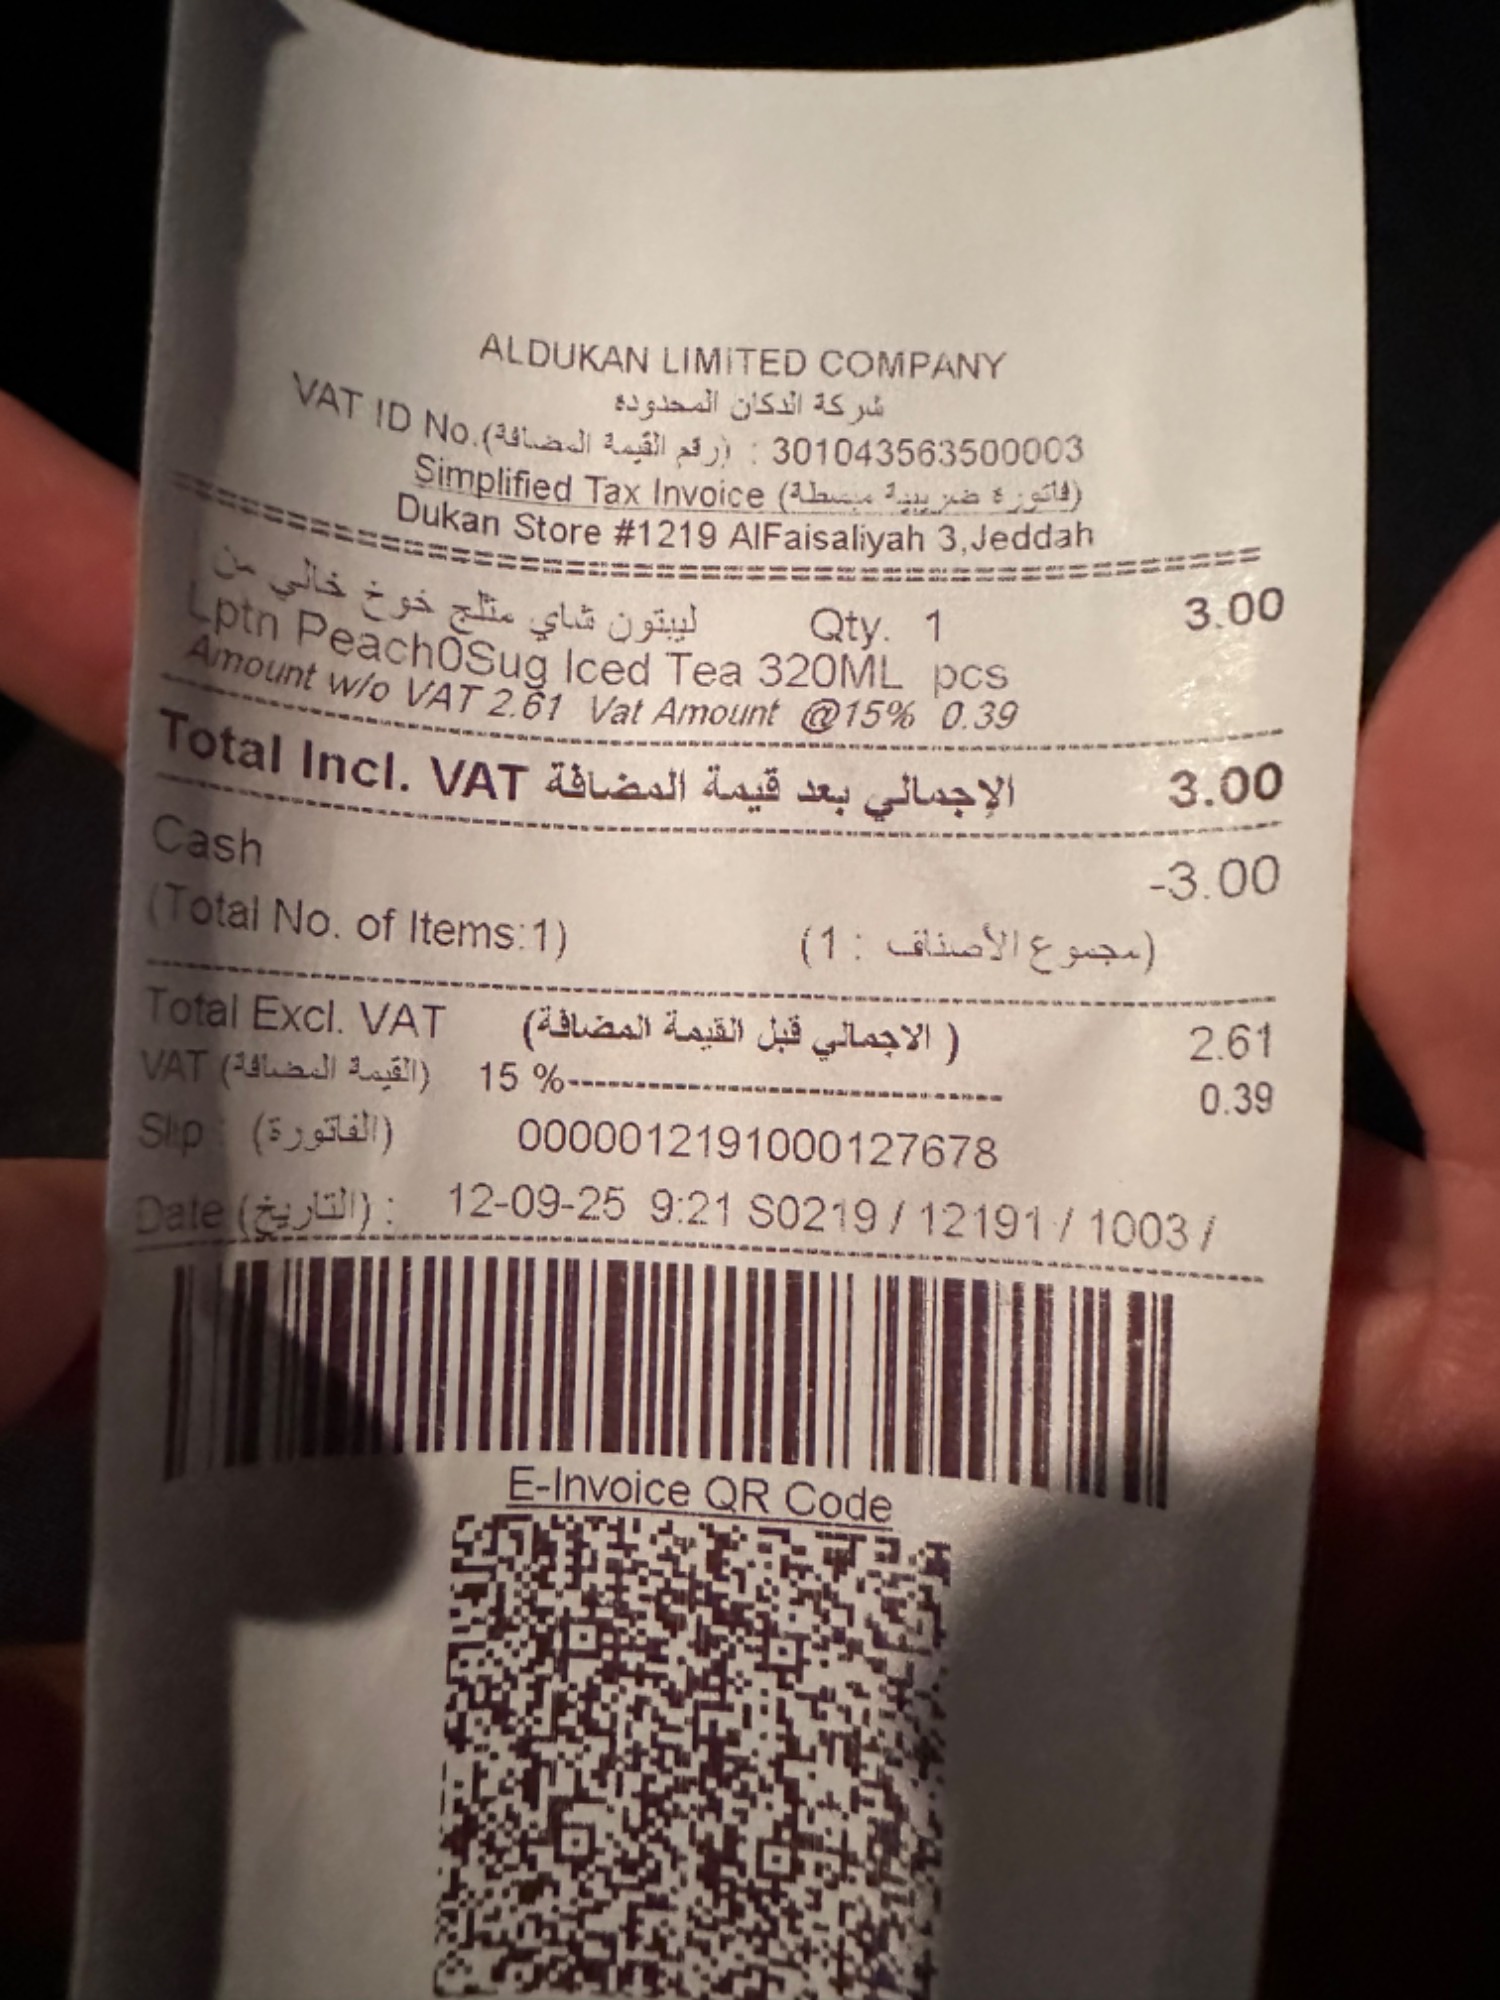 ALDUKAN LIMITED COMPANY
شركة الدكان المحدوده
VAT ID No.(رقم القيمة المضافة) : 301043563500003
Simplified Tax Invoice (فاتورة ضريبية مبسطة)
Dukan Store #1219 AlFaisaliyah 3,Jeddah
ليبتون شاي مثلج خوخ خالي من Qty. 1 3.00
Lptn Peach0Sug Iced Tea 320ML pcs
Amount w/o VAT 2.61 Vat Amount @15% 0.39
Total Incl. VAT الإجمالي بعد قيمة المضافة 3.00
Cash -3.00
(Total No. of Items:1) (مجموع الأصناف : 1)
Total Excl. VAT (الاجمالي قبل القيمة المضافة) 2.61
VAT (القيمة المضافة) 15 %------------------------ 0.39
Slip (الفاتورة) 0000012191000127678
Date (التاريخ) : 12-09-25 9:21 S0219 / 12191 / 1003 /
E-Invoice QR Code